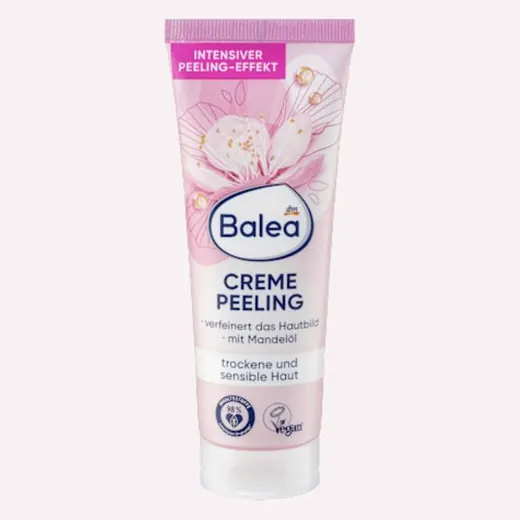 INTENSIVER
PEELING-EFFEKT
dm
Balea
CREME
PEELING
· verfeinert das Hautbild
· mit Mandelöl
trockene und
sensible Haut
98%
vegan